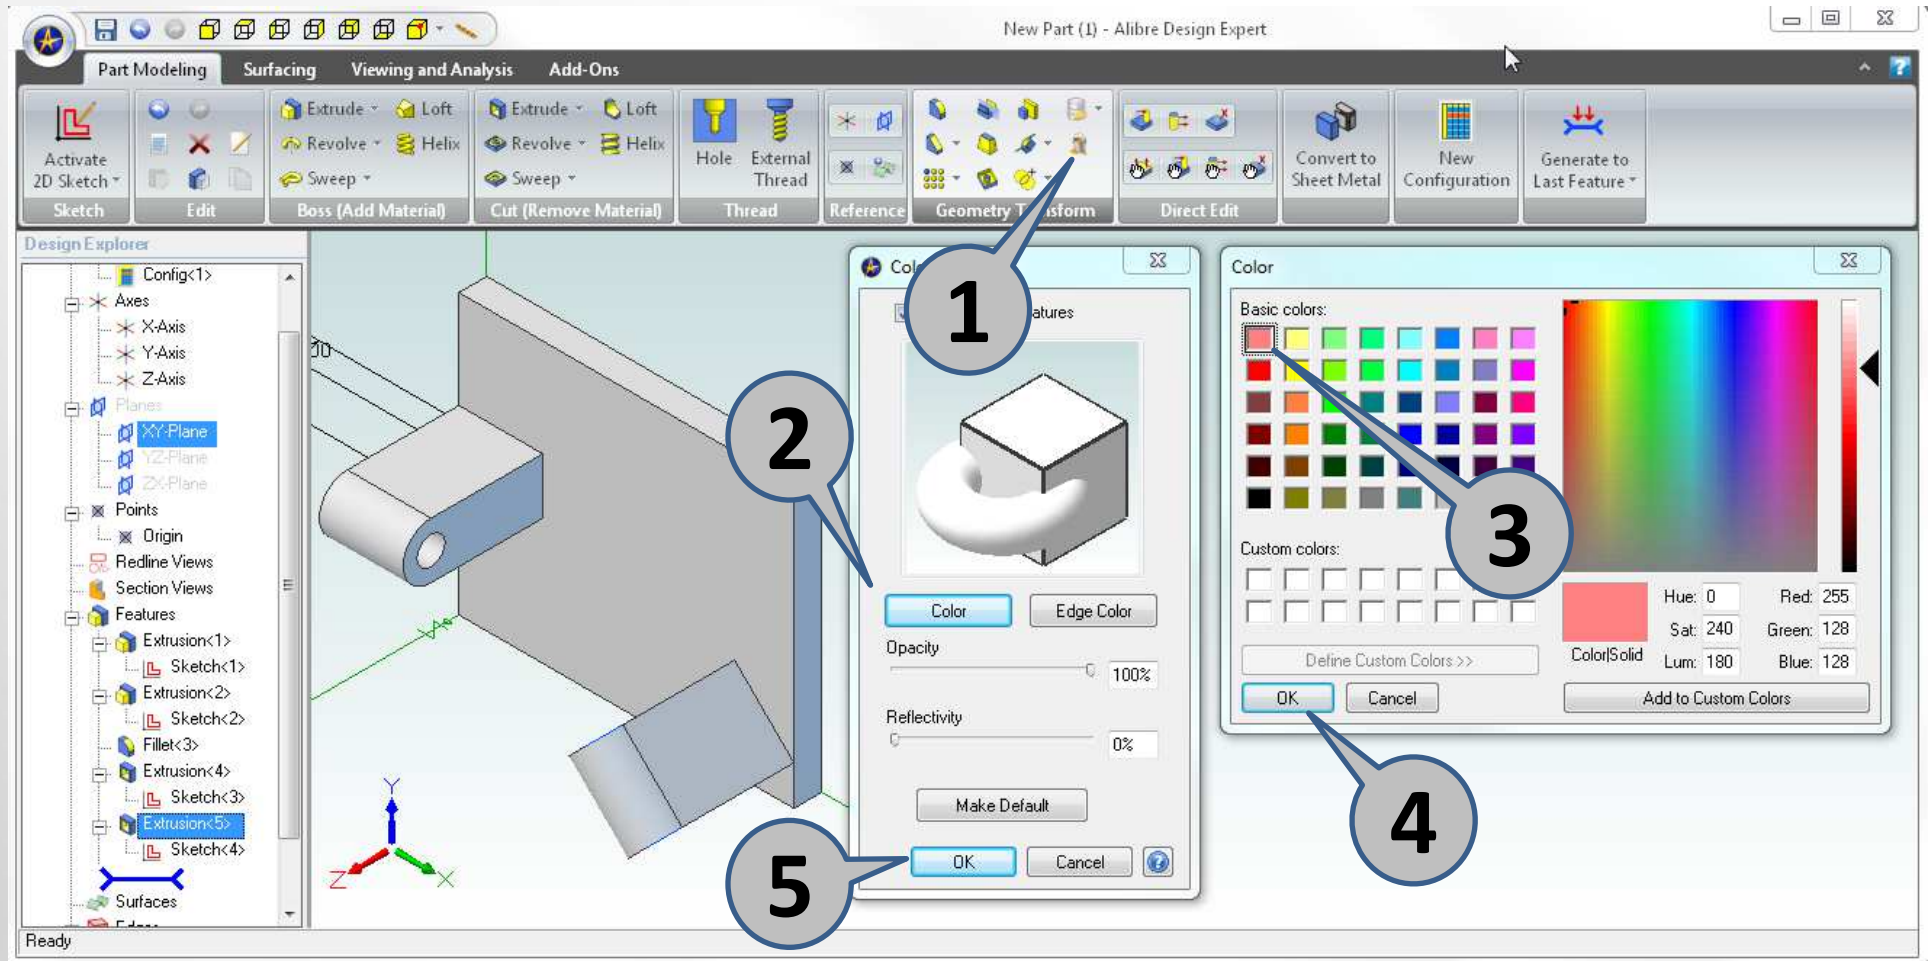 New Part (1) - Alibre Design Expert
Part Modeling Surfacing Viewing and Analysis Add-Ons
Activate
2D Sketch
Sketch
Edit
Extrude Loft
Revolve Helix
Sweep
Boss (Add Material)
Extrude Loft
Revolve Helix
Sweep
Cut (Remove Material)
Hole
External
Thread
Thread
Reference
Geometry
Direct Edit
Convert to
Sheet Metal
New
Configuration
Generate to
Last Feature
Design Explorer
Config<1>
Axes
X-Axis
Y-Axis
Z-Axis
Planes
XY-Plane
YZ-Plane
ZX-Plane
Points
Origin
Redline Views
Section Views
Features
Extrusion<1>
Sketch<1>
Extrusion<2>
Sketch<2>
Fillet<3>
Extrusion<4>
Sketch<3>
Extrusion<5>
Sketch<4>
Surfaces
Ready
Y
Z
X
1
2
3
4
5
Color Edge Color
Opacity
100%
Reflectivity
0%
Make Default
OK Cancel
Color
Basic colors:
Custom colors:
Define Custom Colors >>
OK Cancel
Color|Solid
Hue: 0 Red: 255
Sat: 240 Green: 128
Lum: 180 Blue: 128
Add to Custom Colors